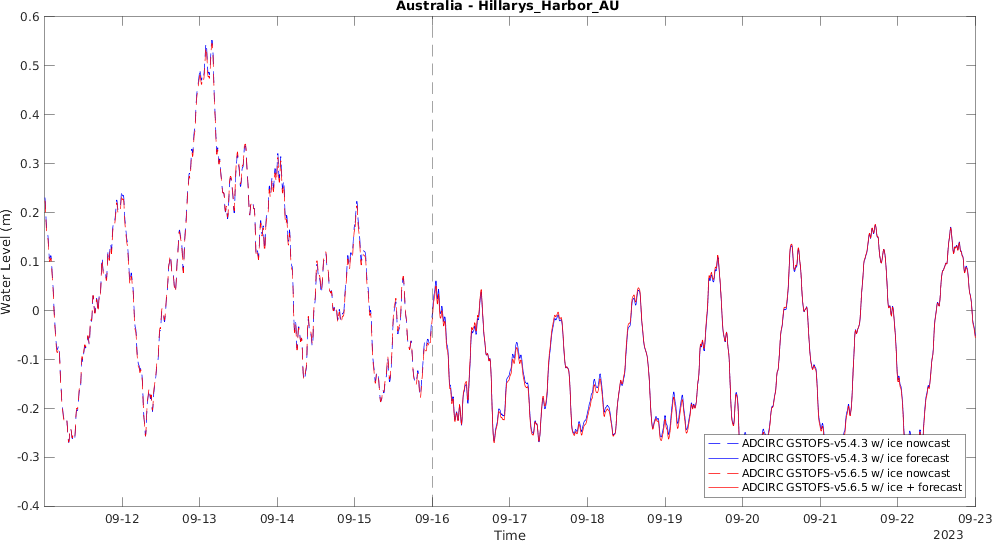 Australia - Hillarys_Harbor_AU
0.6
0.5
0.4
0.3
0.2
0.1
0
-0.1
-0.2
-0.3
-0.4
Water Level (m)
ADCIRC GSTOFS-v5.4.3 w/ ice nowcast
ADCIRC GSTOFS-v5.4.3 w/ ice forecast
ADCIRC GSTOFS-v5.6.5 w/ ice nowcast
ADCIRC GSTOFS-v5.6.5 w/ ice + forecast
09-12 09-13 09-14 09-15 09-16 09-17 09-18 09-19 09-20 09-21 09-22 09-23
Time
2023